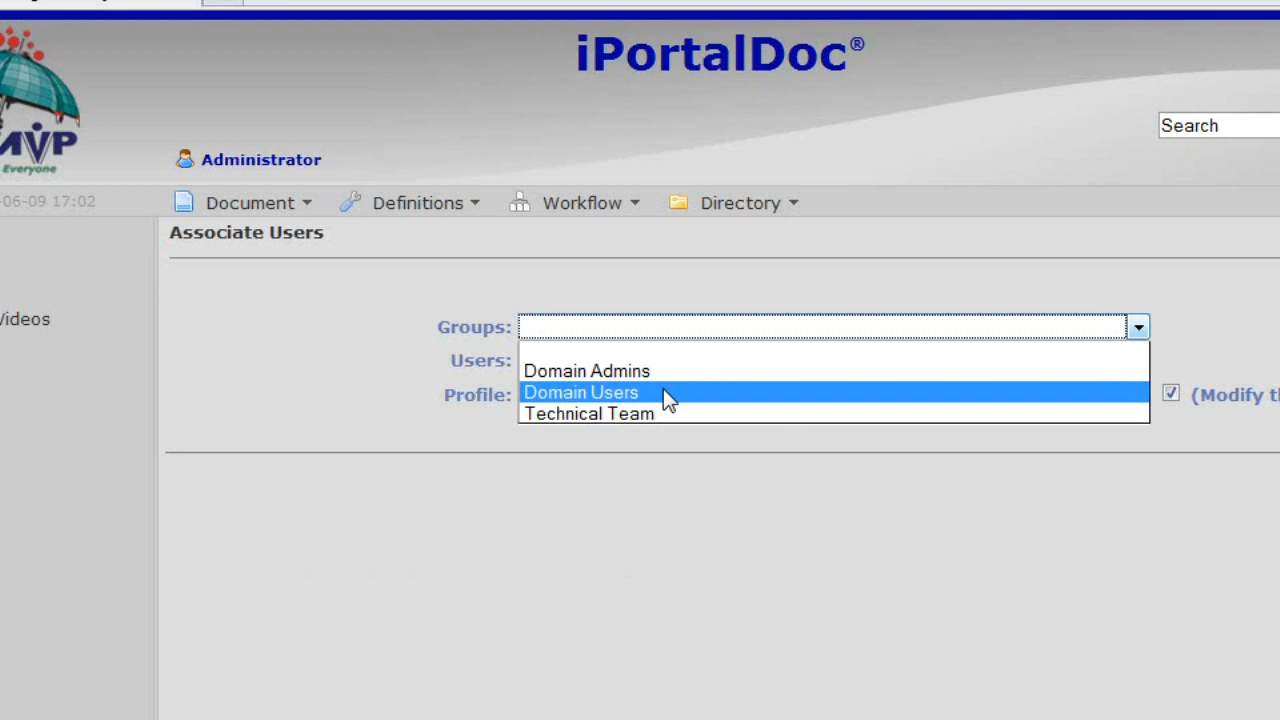 iPortalDoc®
AVP
Everyone
Search
Administrator
-06-09 17:02
Document
Definitions
Workflow
Directory
Associate Users
Videos
Groups:
Users:
Domain Admins
Domain Users
Profile:
(Modify th
Technical Team